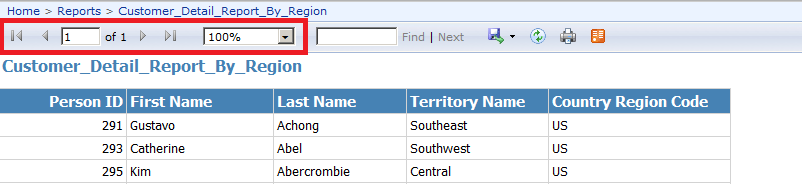 Home > Reports > Customer_Detail_Report_By_Region
1 of 1 100% Find | Next
Customer_Detail_Report_By_Region
Person ID First Name Last Name Territory Name Country Region Code
291 Gustavo Achong Southeast US
293 Catherine Abel Southwest US
295 Kim Abercrombie Central US